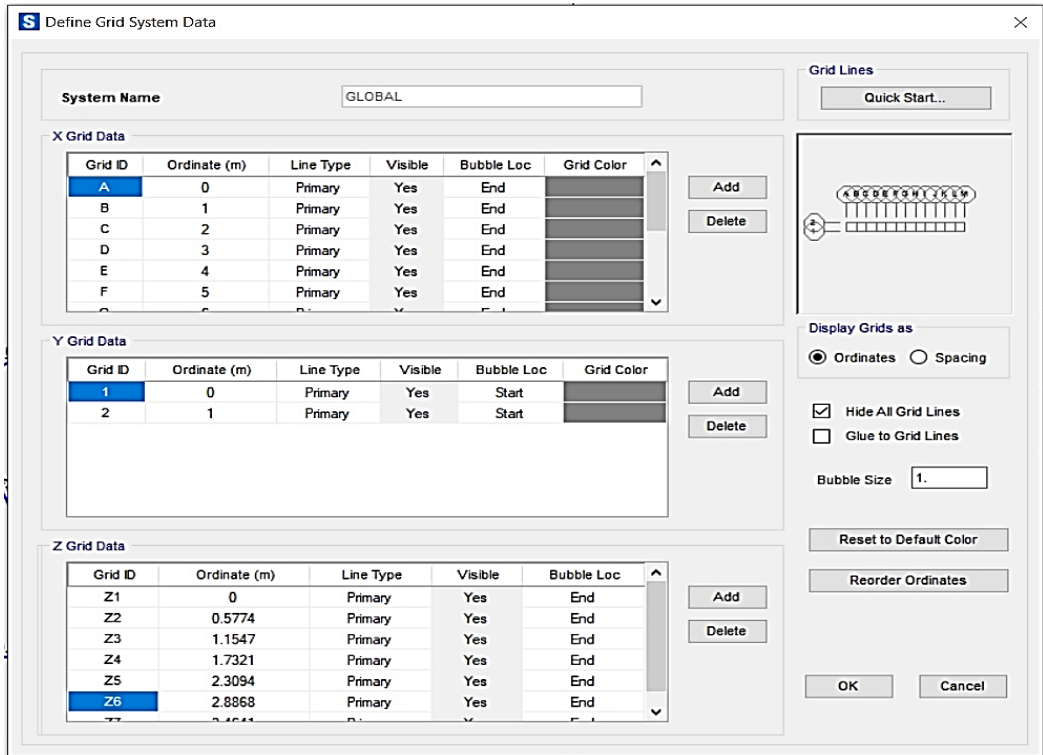 S Define Grid System Data
Grid Lines
System Name GLOBAL
Quick Start...
X Grid Data
Grid ID Ordinate (m) Line Type Visible Bubble Loc Grid Color
A 0 Primary Yes End
B 1 Primary Yes End
C 2 Primary Yes End
D 3 Primary Yes End
E 4 Primary Yes End
F 5 Primary Yes End
Add
Delete
A B C D E F G H I J K L M
2
1
Y Grid Data
Grid ID Ordinate (m) Line Type Visible Bubble Loc Grid Color
1 0 Primary Yes Start
2 1 Primary Yes Start
Add
Delete
Display Grids as
Ordinates Spacing
Hide All Grid Lines
Glue to Grid Lines
Bubble Size 1.
Z Grid Data
Grid ID Ordinate (m) Line Type Visible Bubble Loc
Z1 0 Primary Yes End
Z2 0.5774 Primary Yes End
Z3 1.1547 Primary Yes End
Z4 1.7321 Primary Yes End
Z5 2.3094 Primary Yes End
Z6 2.8868 Primary Yes End
Add
Delete
Reset to Default Color
Reorder Ordinates
OK Cancel